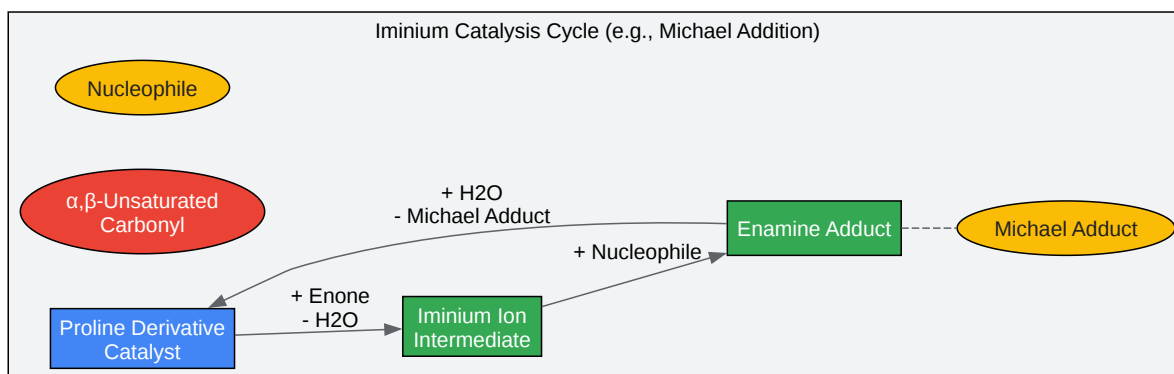 Iminium Catalysis Cycle (e.g., Michael Addition)
Nucleophile
α,β-Unsaturated
Carbonyl
+ H2O
- Michael Adduct
Enamine Adduct
Michael Adduct
+ Nucleophile
+ Enone
- H2O
Proline Derivative
Catalyst
Iminium Ion
Intermediate